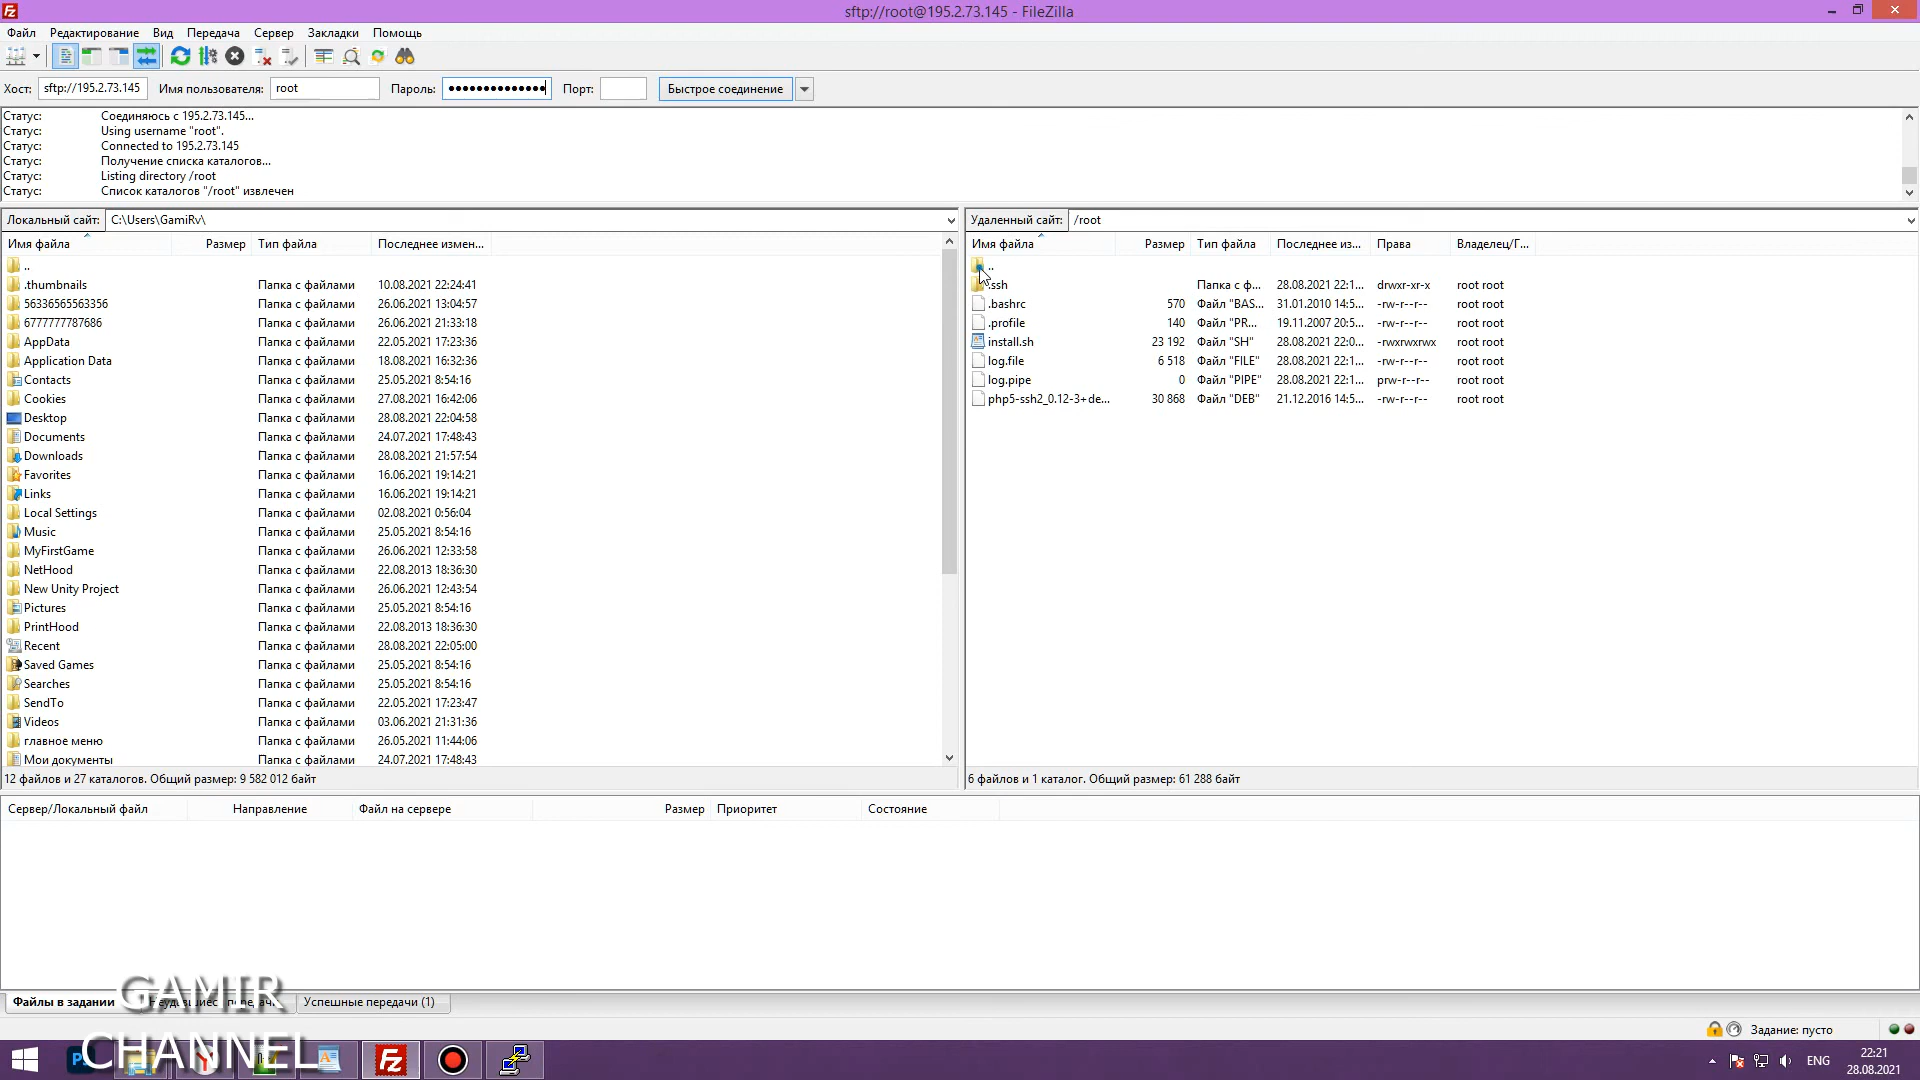 sftp://root@195.2.73.145 - FileZilla
Файл Редактирование Вид Передача Сервер Закладки Помощь
Хост: sftp://195.2.73.145 Имя пользователя: root Пароль: ●●●●●●●●●●●●●● Порт: Быстрое соединение
Статус: Соединяюсь с 195.2.73.145...
Статус: Using username "root".
Статус: Connected to 195.2.73.145
Статус: Получение списка каталогов...
Статус: Listing directory /root
Статус: Список каталогов "/root" извлечен
Локальный сайт: C:\Users\GamiRv\
Имя файла Размер Тип файла Последнее измен...
..
.thumbnails Папка с файлами 10.08.2021 22:24:41
56336565563356 Папка с файлами 26.06.2021 13:04:57
6777777787686 Папка с файлами 26.06.2021 21:33:18
AppData Папка с файлами 22.05.2021 17:23:36
Application Data Папка с файлами 18.08.2021 16:32:36
Contacts Папка с файлами 25.05.2021 8:54:16
Cookies Папка с файлами 27.08.2021 16:42:06
Desktop Папка с файлами 28.08.2021 22:04:58
Documents Папка с файлами 24.07.2021 17:48:43
Downloads Папка с файлами 28.08.2021 21:57:54
Favorites Папка с файлами 16.06.2021 19:14:21
Links Папка с файлами 16.06.2021 19:14:21
Local Settings Папка с файлами 02.08.2021 0:56:04
Music Папка с файлами 25.05.2021 8:54:16
MyFirstGame Папка с файлами 26.06.2021 12:33:58
NetHood Папка с файлами 22.08.2013 18:36:30
New Unity Project Папка с файлами 26.06.2021 12:43:54
Pictures Папка с файлами 25.05.2021 8:54:16
PrintHood Папка с файлами 22.08.2013 18:36:30
Recent Папка с файлами 28.08.2021 22:05:00
Saved Games Папка с файлами 25.05.2021 8:54:16
Searches Папка с файлами 25.05.2021 8:54:16
SendTo Папка с файлами 22.05.2021 17:23:47
Videos Папка с файлами 03.06.2021 21:31:36
главное меню Папка с файлами 26.05.2021 11:44:06
Мои документы Папка с файлами 24.07.2021 17:48:43
12 файлов и 27 каталогов. Общий размер: 9 582 012 байт
Удаленный сайт: /root
Имя файла Размер Тип файла Последнее из... Права Владелец/Г...
..
.ssh Папка с ф... 28.08.2021 22:1... drwxr-xr-x root root
.bashrc 570 Файл "BAS... 31.01.2010 14:5... -rw-r--r-- root root
.profile 140 Файл "PR... 19.11.2007 20:5... -rw-r--r-- root root
install.sh 23 192 Файл "SH" 28.08.2021 22:0... -rwxrwxrwx root root
log.file 6 518 Файл "FILE" 28.08.2021 22:1... -rw-r--r-- root root
log.pipe 0 Файл "PIPE" 28.08.2021 22:1... prw-r--r-- root root
php5-ssh2_0.12-3+de... 30 868 Файл "DEB" 21.12.2016 14:5... -rw-r--r-- root root
6 файлов и 1 каталог. Общий размер: 61 288 байт
Сервер/Локальный файл Направление Файл на сервере Размер Приоритет Состояние
Файлы в задании Успешные передачи (1)
GAMIR
CHANNEL
Задание: пусто
ENG
22:21
28.08.2021